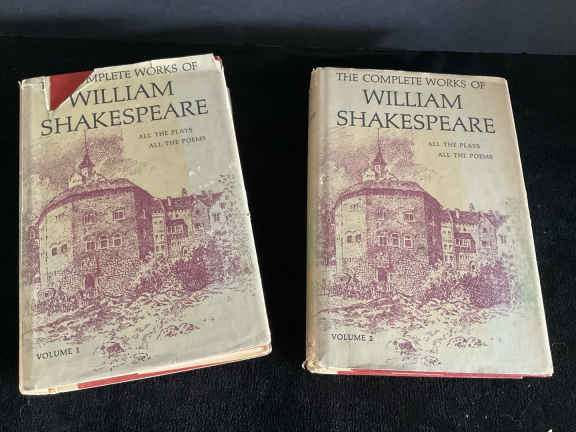 COMPLETE WORKS OF
WILLIAM
SHAKESPEARE
ALL THE PLAYS
ALL THE POEMS
VOLUME 1
THE COMPLETE WORKS OF
WILLIAM
SHAKESPEARE
ALL THE PLAYS
ALL THE POEMS
VOLUME 2